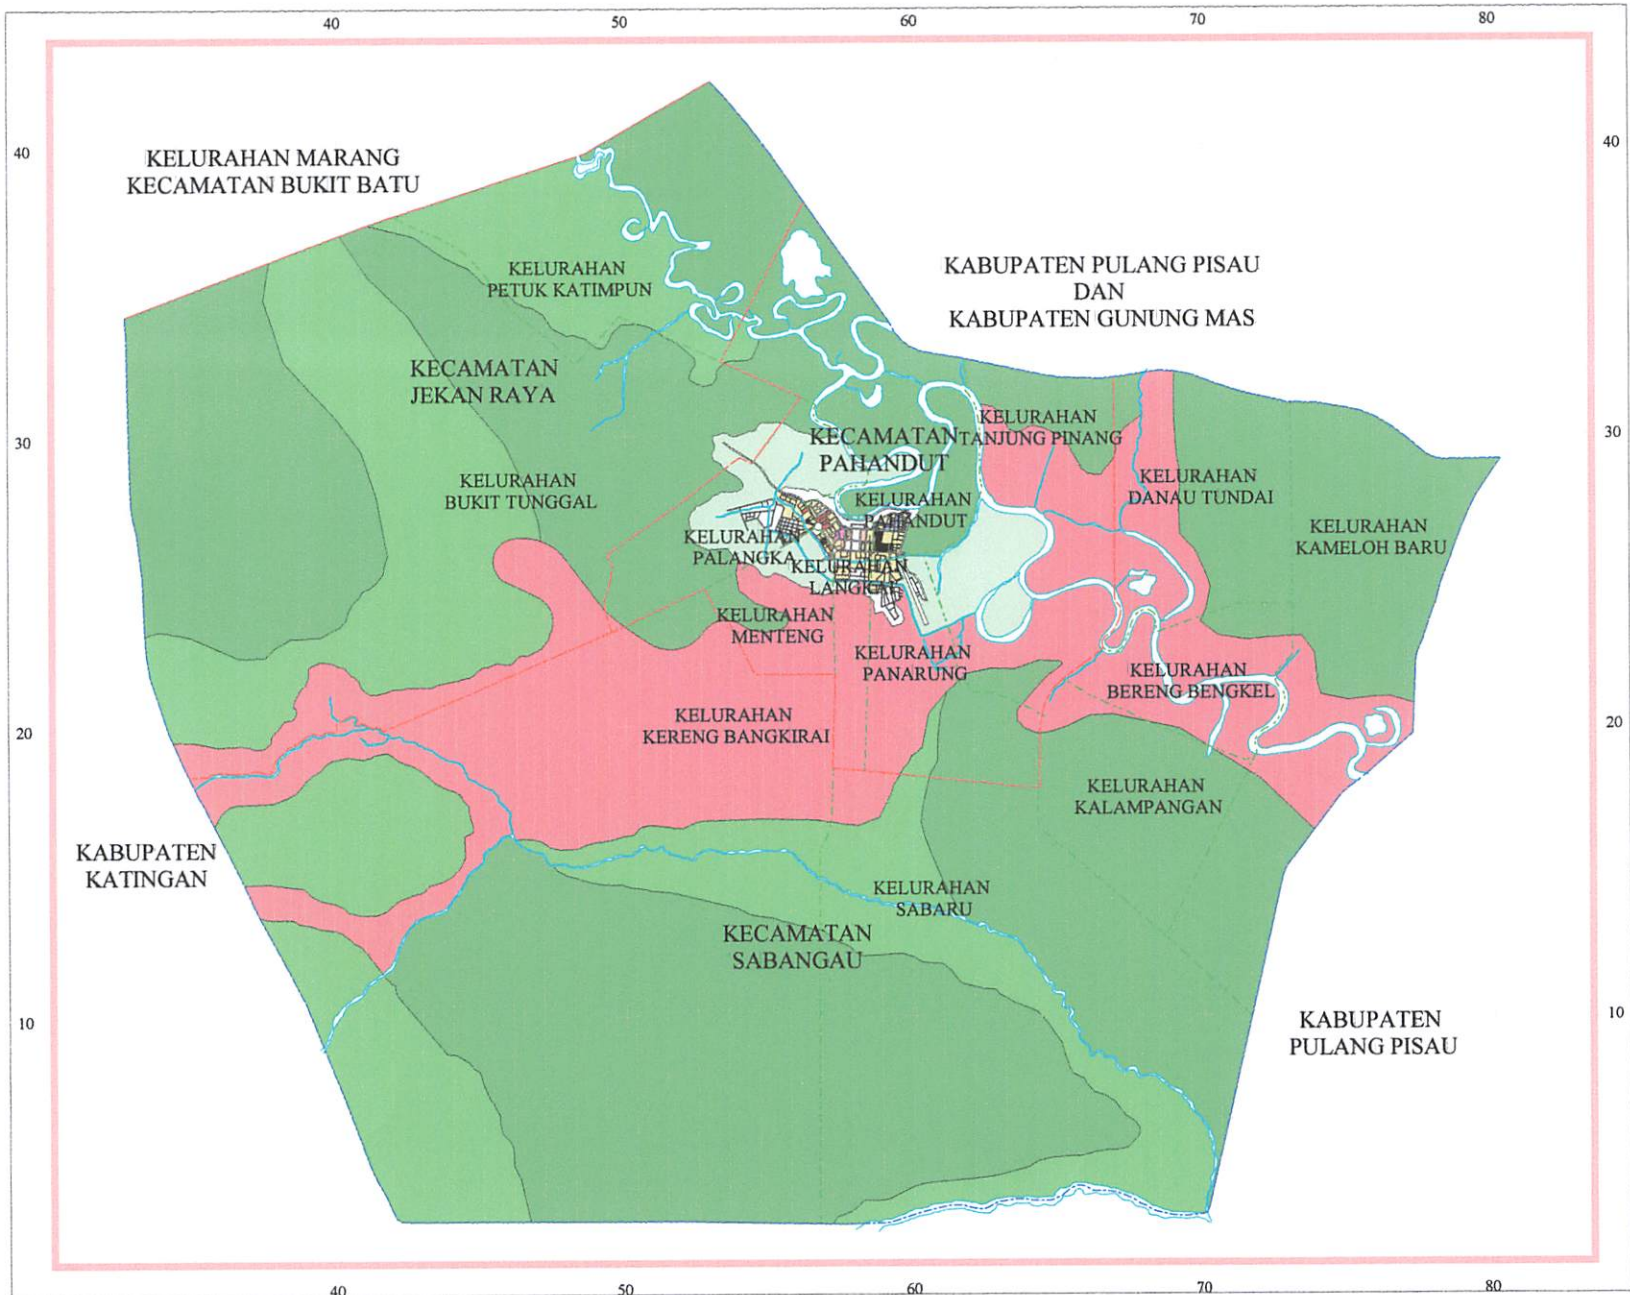 40 50 60 70 80
40
40
KELURAHAN MARANG
KECAMATAN BUKIT BATU
KELURAHAN
PETUK KATIMPUN
KABUPATEN PULANG PISAU
DAN
KABUPATEN GUNUNG MAS
KECAMATAN
JEKAN RAYA
30
30
KELURAHAN
TANJUNG PINANG
KECAMATAN
PAHANDUT
KELURAHAN
BUKIT TUNGGAL
KELURAHAN
DANAU TUNDAI
KELURAHAN
PAHANDUT
KELURAHAN
KAMELOH BARU
KELURAHAN
PALANGKA
KELURAHAN
LANGKAI
KELURAHAN
MENTENG
KELURAHAN
PANARUNG
KELURAHAN
BERENG BENGKEL
20
20
KELURAHAN
KERENG BANGKIRAI
KELURAHAN
KALAMPANGAN
KABUPATEN
KATINGAN
KELURAHAN
SABARU
KECAMATAN
SABANGAU
10
10
KABUPATEN
PULANG PISAU
40 50 60 70 80